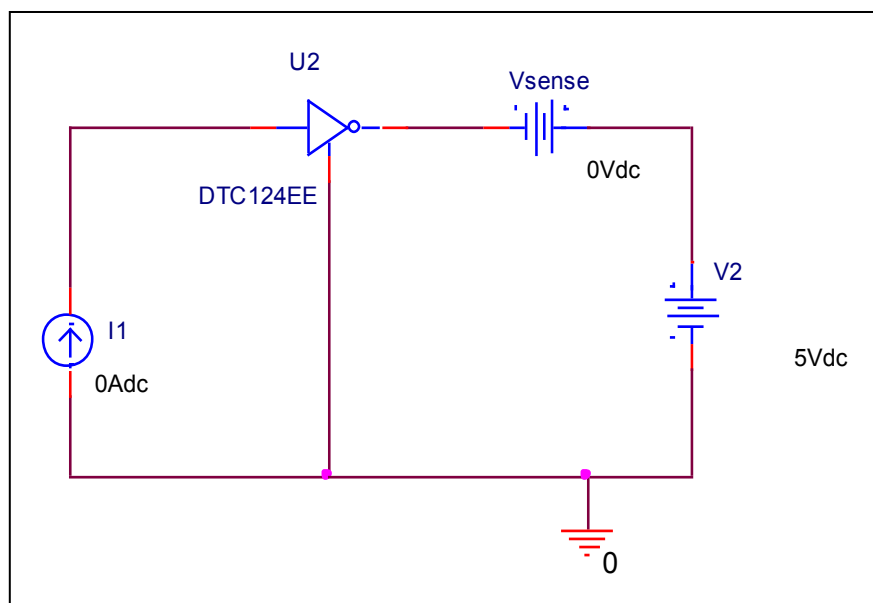 U2
Vsense
DTC124EE
0Vdc
V2
I1
0Adc
5Vdc
0